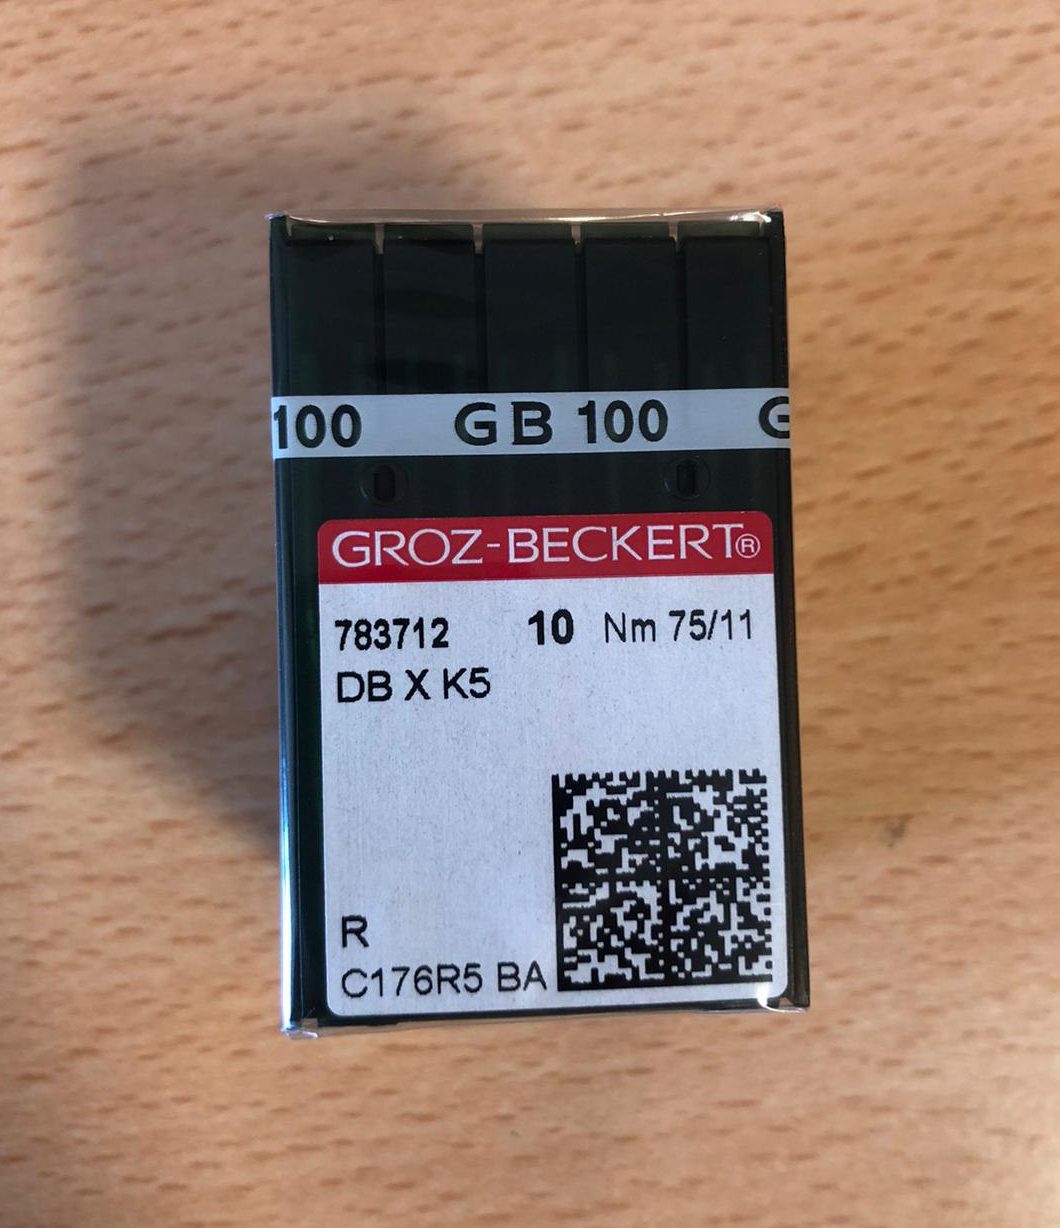 100 GB 100 G
GROZ-BECKERT®
783712 10 Nm 75/11
DB X K5
R
C176R5 BA